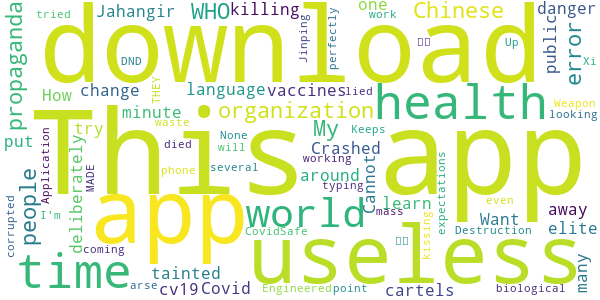 propaganda
tried
Jahangir
WHO
killing
one
work
Jinping
perfectly
Chinese
danger
public
error
Up
Xi
download
DND
How
change
THEY
language
vaccines
lied
Weapon
looking
minute
organization
health
put
try
waste
My
None
will
Keeps
This app
Application
MADE
died
Crashed
working
Cannot
people
deliberately
phone
several
around
typing
mass
learn
expectations
even
away
I'm
app
world
kissing
Want
Destruction
elite
corrupted
coming
CovidSafe
useless
many
time
tainted
arse
cv19
Covid
Engineered
point
cartels
biological